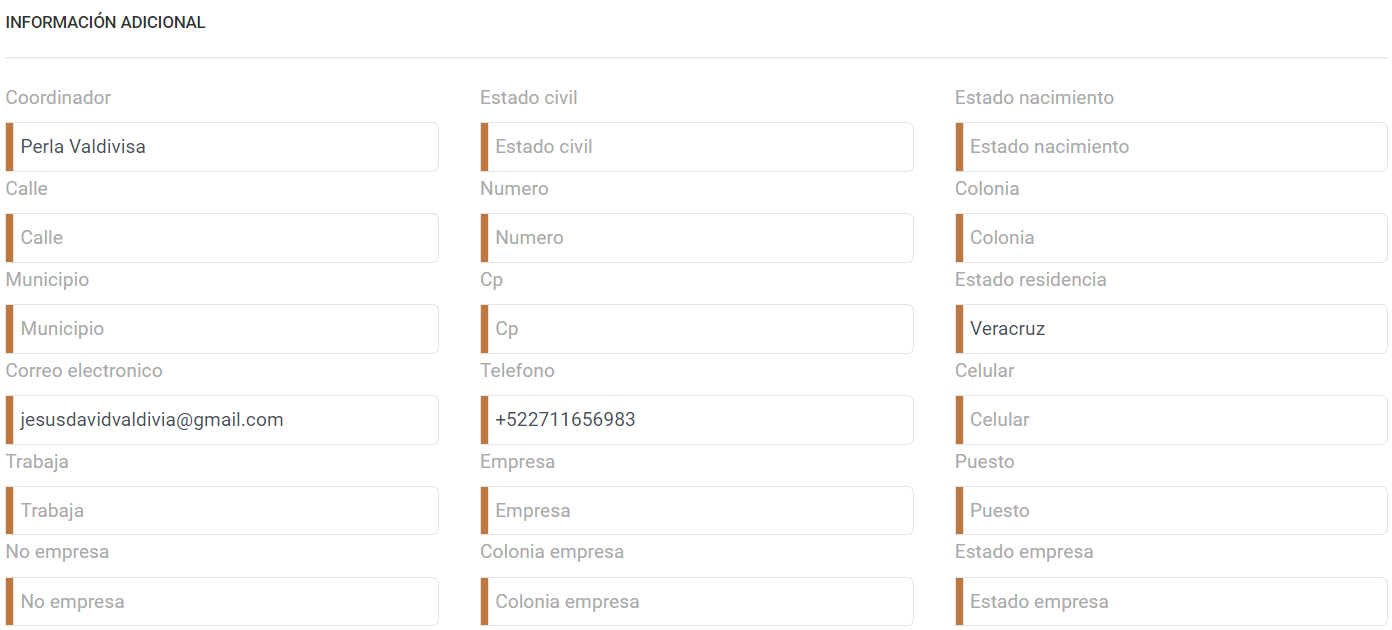 INFORMACIÓN ADICIONAL
Coordinador Estado civil Estado nacimiento
Perla Valdivisa Estado civil Estado nacimiento
Calle Numero Colonia
Calle Numero Colonia
Municipio Cp Estado residencia
Municipio Cp Veracruz
Correo electronico Telefono Celular
jesusdavidvaldivia@gmail.com +522711656983 Celular
Trabaja Empresa Puesto
Trabaja Empresa Puesto
No empresa Colonia empresa Estado empresa
No empresa Colonia empresa Estado empresa